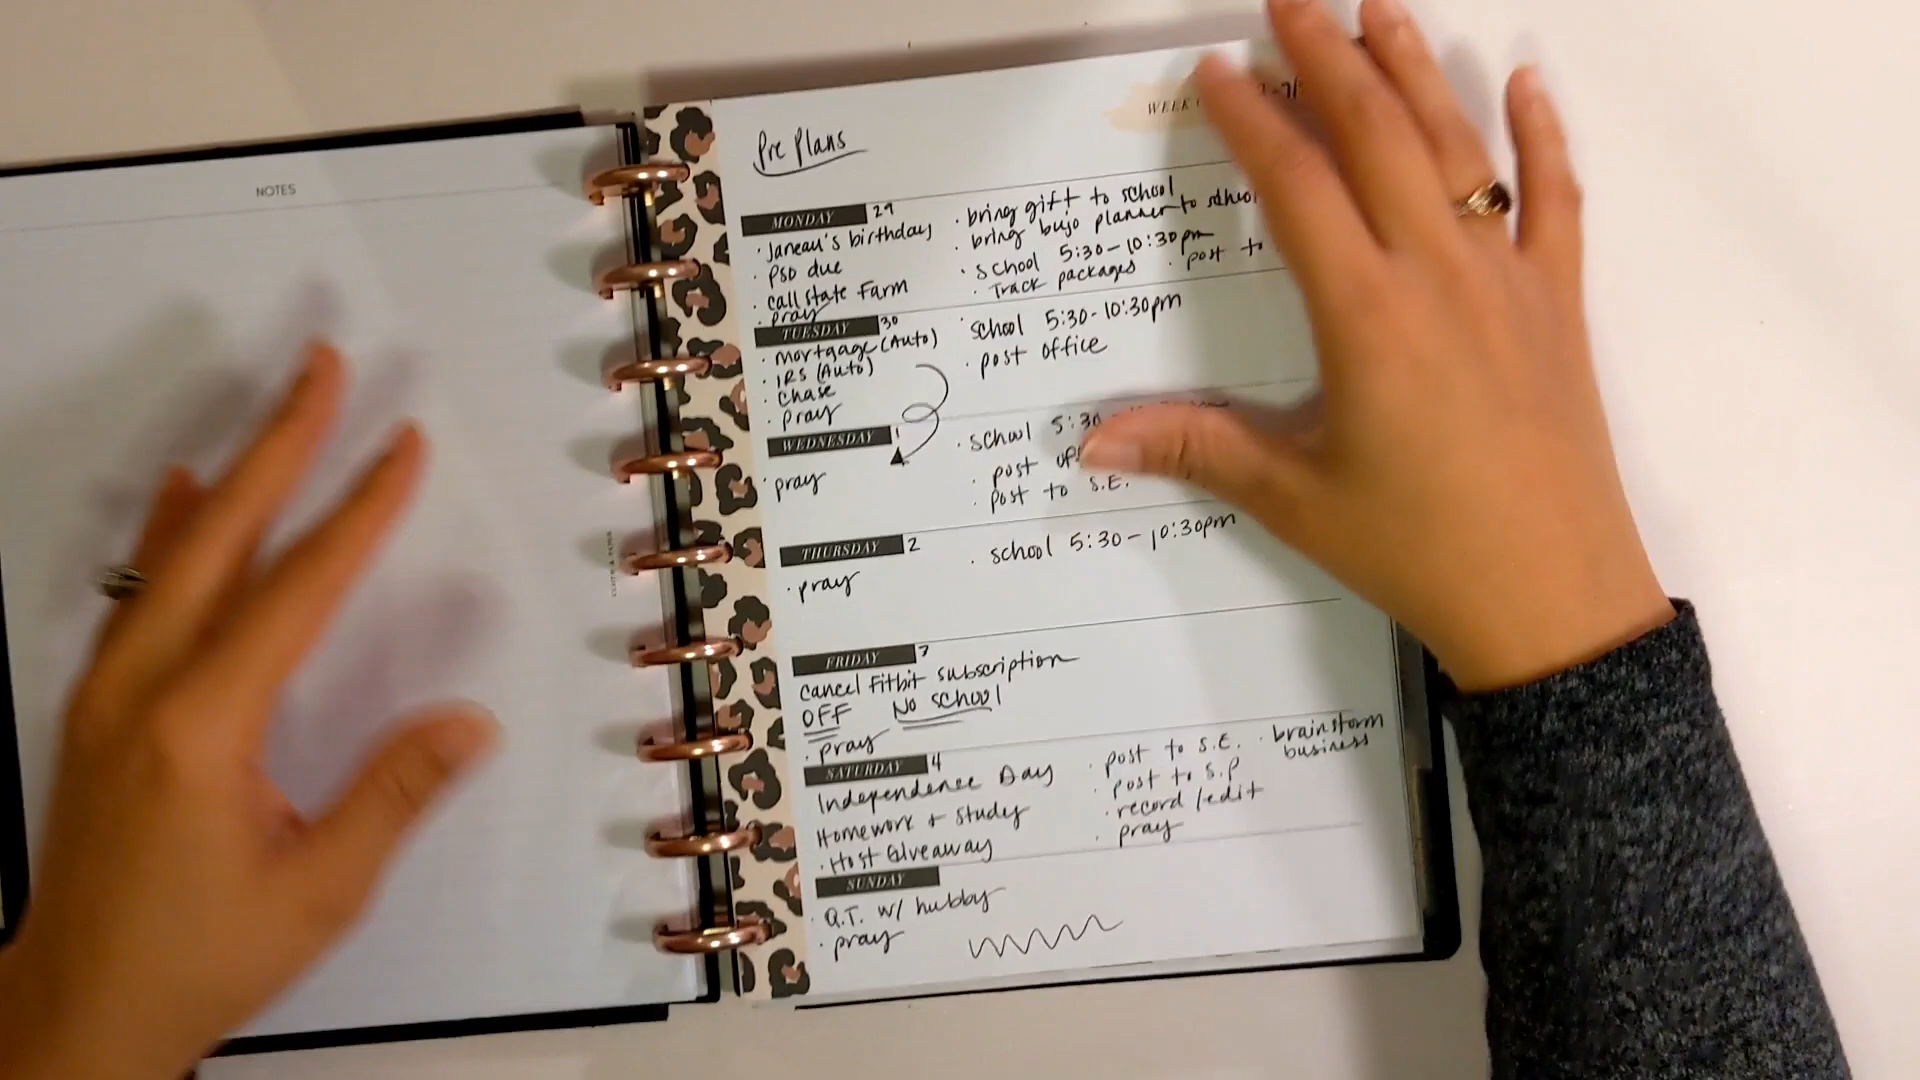 NOTES
Pre Plans
WEEK
MONDAY 29
· Janeau's birthday
· PSO due
· call State Farm
· pray
· bring gift to school
· bring bujo planner to school
· school 5:30-10:30pm
· Track packages · post to
TUESDAY 30
· mortgage (Auto)
· IRS (Auto)
· Chase
· pray
· school 5:30-10:30pm
· post office
WEDNESDAY 1
· pray
· school 5:30
· post
· post to S.E.
THURSDAY 2
· pray
· school 5:30-10:30pm
FRIDAY 3
cancel Fitbit subscription
OFF No school
· pray
SATURDAY 4
Independence Day
Homework + Study
· Host Giveaway
· post to S.E.
· post to S.P
· record/edit
· pray
· brainstorm
business
SUNDAY
· Q.T. w/ hubby
· pray